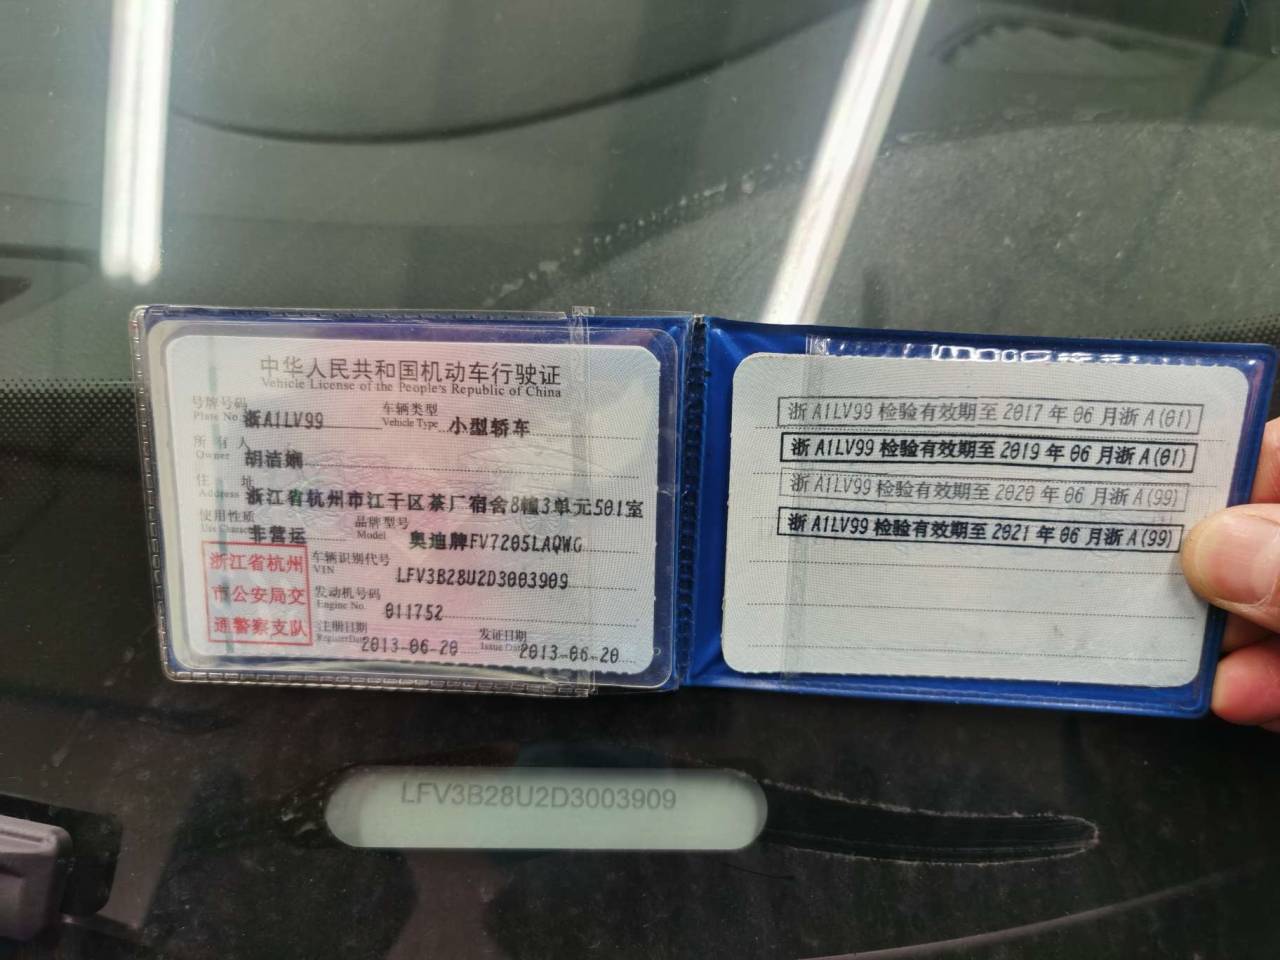 中华人民共和国机动车行驶证
Vehicle License of the People's Republic of China
号牌号码 浙A1LV99 车辆类型 小型轿车
Plate No. Vehicle Type
所有人 胡洁娴
Owner
住址 浙江省杭州市江干区茶厂宿舍8幢3单元501室
Address
使用性质 非营运 品牌型号 奥迪牌FV7205LAQWG
Use Character Model
浙江省杭州
市公安局交
通警察支队
车辆识别代号 LFV3B28U2D3003909
VIN
发动机号码 011752
Engine No.
注册日期 2013-06-20 发证日期 2013-06-20
Register Date Issue Date
浙A1LV99检验有效期至2017年06月浙A(01)
浙A1LV99检验有效期至2019年06月浙A(01)
浙A1LV99检验有效期至2020年06月浙A(99)
浙A1LV99检验有效期至2021年06月浙A(99)
LFV3B28U2D3003909